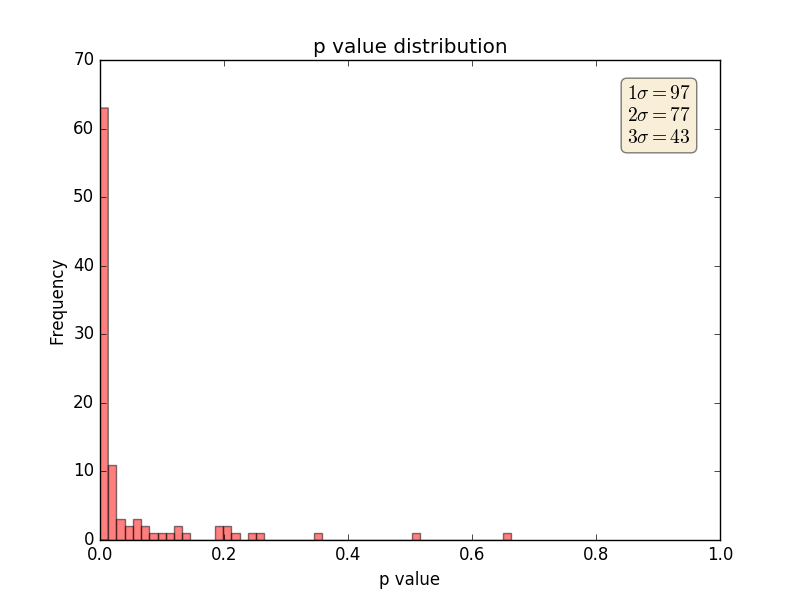 p value distribution
70
60
50
40
30
20
10
0
Frequency
1σ = 97
2σ = 77
3σ = 43
0.0 0.2 0.4 0.6 0.8 1.0
p value